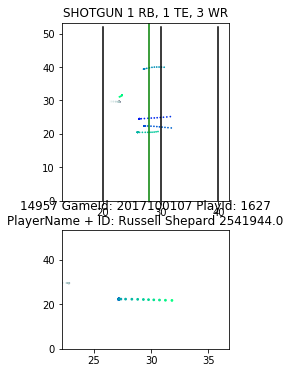 SHOTGUN 1 RB, 1 TE, 3 WR
50
40
30
20
10
0
20 30 40
14957 GameId: 2017100107 PlayId: 1627
PlayerName + ID: Russell Shepard 2541944.0
40
20
0
25 30 35